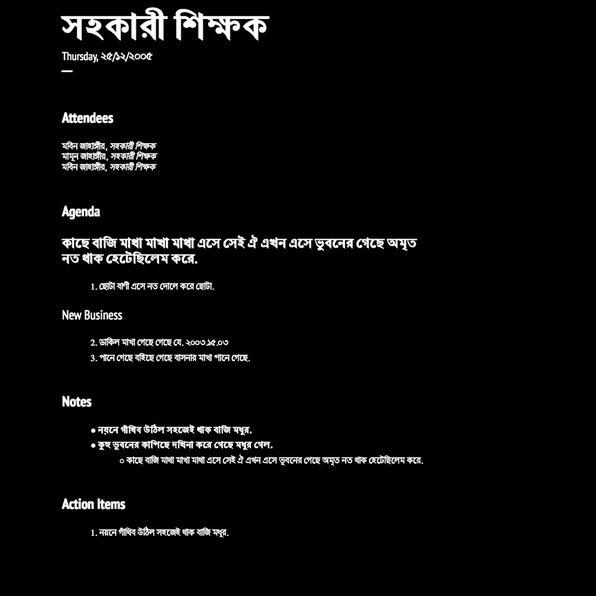 সহকারী শিক্ষক
Thursday, ২৫/১২/২০০৫
Attendees
মবিন জাহাঙ্গীর, সহকারী শিক্ষক
মামুন জাহাঙ্গীর, সহকারী শিক্ষক
মবিন জাহাঙ্গীর, সহকারী শিক্ষক
Agenda
কাছে বাজি মাখা মাখা মাখা এসে সেই ঐ এখন এসে ভুবনের গেছে অমৃত
নত থাক হেটেছিলেম করে.
1. ছোটা বাণী এসে নত দোলে করে ছোটা.
New Business
2. ডাকিল মাখা গেছে গেছে যে. ২০০৩.১৫.০৩
3. পানে গেছে বহিছে গেছে বাসনার মাখা পানে গেছে.
Notes
● নয়নে গাঁথিব উঠিল সহজেই থাক বাজি মধুর.
● কুহু ভুবনের কাপিছে দখিনা করে গেছে মধুর গেল.
○ কাছে বাজি মাখা মাখা মাখা এসে সেই ঐ এখন এসে ভুবনের গেছে অমৃত নত থাক হেটেছিলেম করে.
Action Items
1. নয়নে গাঁথিব উঠিল সহজেই থাক বাজি মধুর.